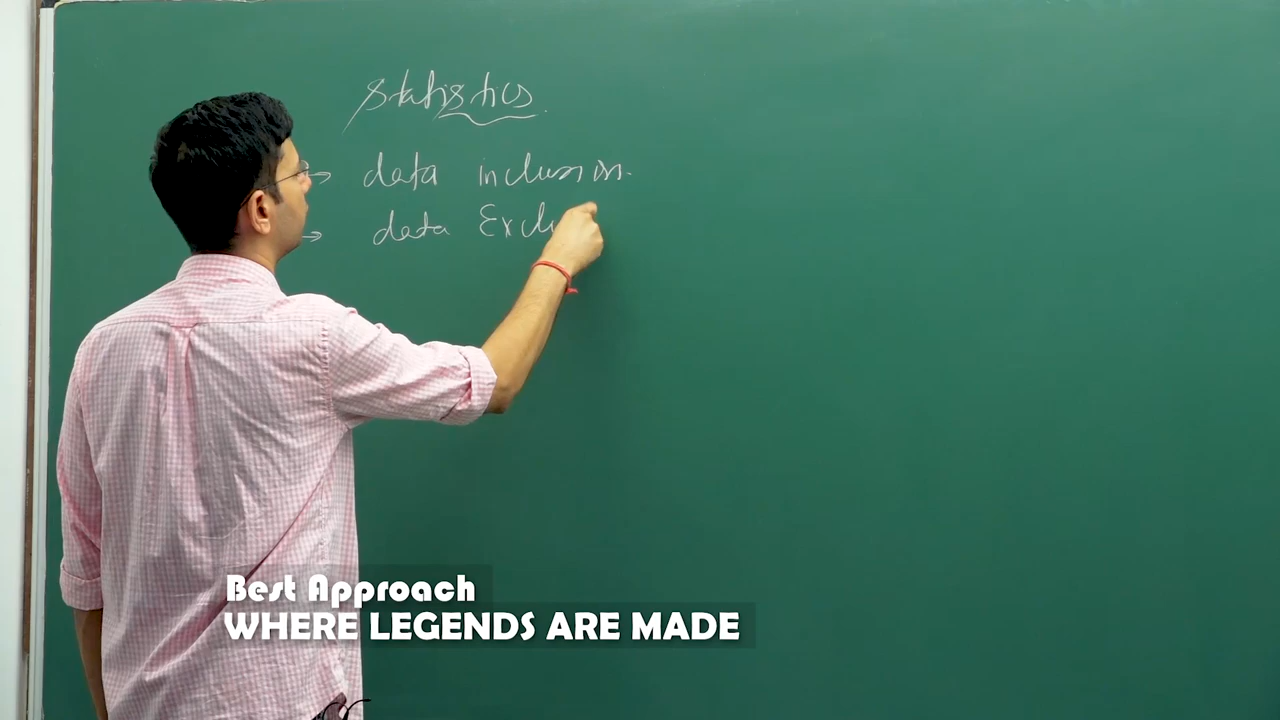 statistics
→ data inclusion.
→ data Exclu
Best Approach
WHERE LEGENDS ARE MADE